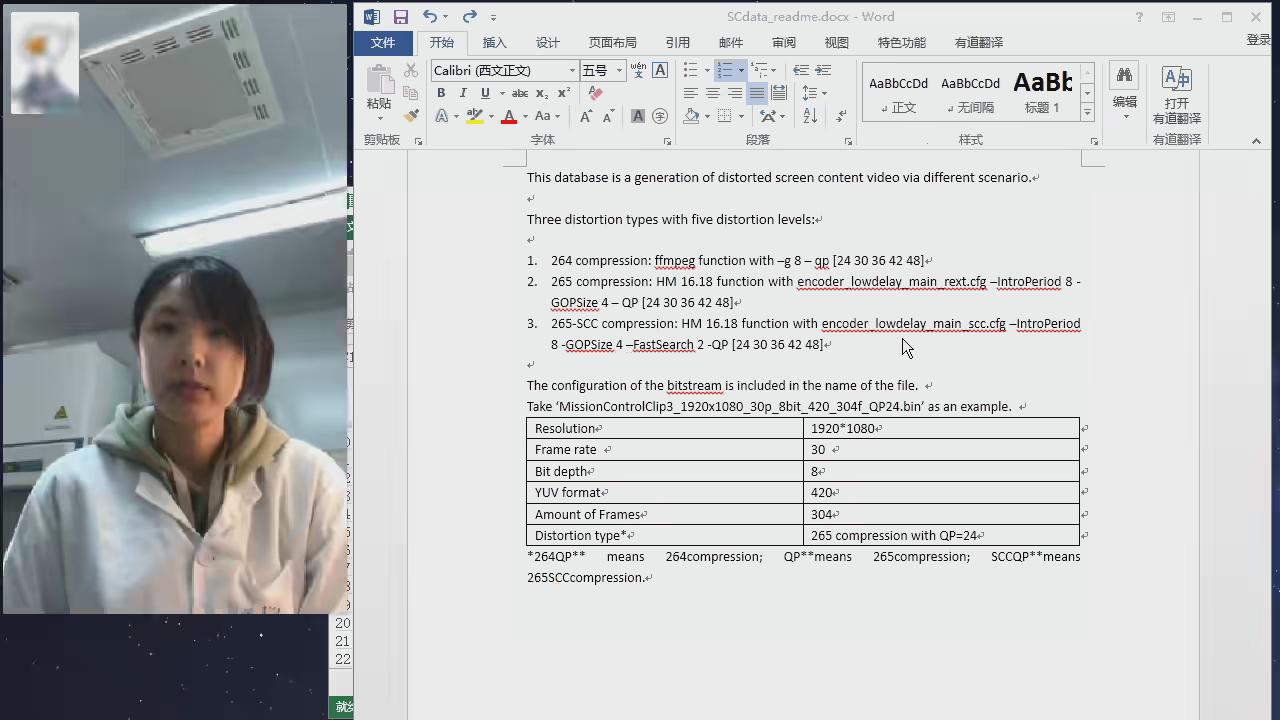 SCdata_readme.docx - Word
?
登录
文件 开始 插入 设计 页面布局 引用 邮件 审阅 视图 特色功能 有道翻译
Calibri (西文正文) 五号
粘贴
B I U abc x₂ x²
A A Aa A A A 字
AaBbCcDd AaBbCcDd AaBb
正文 无间隔 标题 1
编辑
打开
有道翻译
剪贴板 字体 段落 样式 有道翻译
This database is a generation of distorted screen content video via different scenario.
Three distortion types with five distortion levels:
1. 264 compression: ffmpeg function with –g 8 – qp [24 30 36 42 48]
2. 265 compression: HM 16.18 function with encoder_lowdelay_main_rext.cfg –IntroPeriod 8 -
GOPSize 4 – QP [24 30 36 42 48]
3. 265-SCC compression: HM 16.18 function with encoder_lowdelay_main_scc.cfg –IntroPeriod
8 -GOPSize 4 –FastSearch 2 -QP [24 30 36 42 48]
The configuration of the bitstream is included in the name of the file.
Take ‘MissionControlClip3_1920x1080_30p_8bit_420_304f_QP24.bin’ as an example.
Resolution 1920*1080
Frame rate 30
Bit depth 8
YUV format 420
Amount of Frames 304
Distortion type* 265 compression with QP=24
*264QP** means 264compression; QP**means 265compression; SCCQP**means
265SCCcompression.
20
21
22